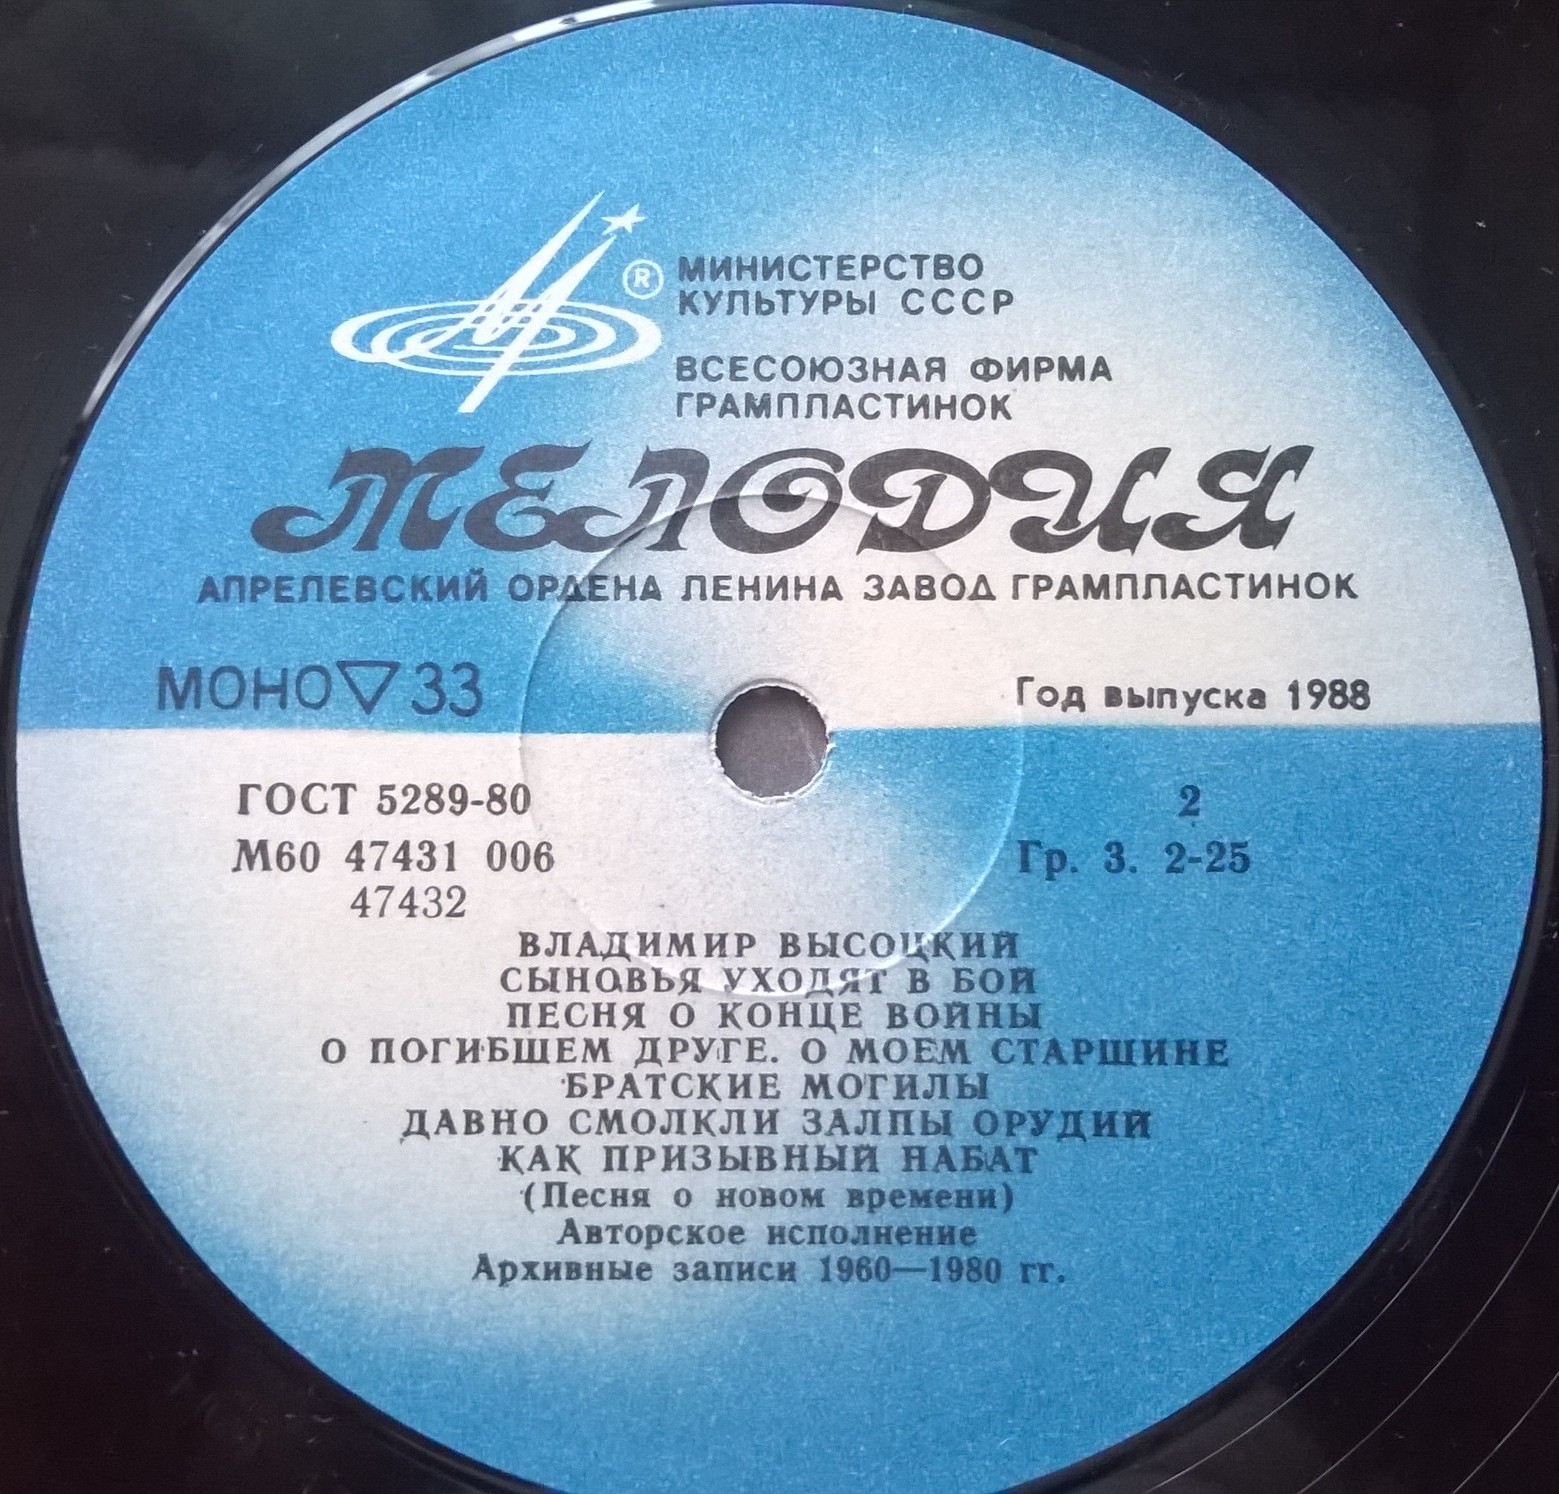 ®
МИНИСТЕРСТВО
КУЛЬТУРЫ СССР
ВСЕСОЮЗНАЯ ФИРМА
ГРАМПЛАСТИНОК
МЕЛОДИЯ
АПРЕЛЕВСКИЙ ОРДЕНА ЛЕНИНА ЗАВОД ГРАМПЛАСТИНОК
МОНО ▽ 33
Год выпуска 1988
ГОСТ 5289-80
2
М60 47431 006
Гр. 3. 2-25
47432
ВЛАДИМИР ВЫСОЦКИЙ
СЫНОВЬЯ УХОДЯТ В БОЙ
ПЕСНЯ О КОНЦЕ ВОЙНЫ
О ПОГИБШЕМ ДРУГЕ. О МОЕМ СТАРШИНЕ
БРАТСКИЕ МОГИЛЫ
ДАВНО СМОЛКЛИ ЗАЛПЫ ОРУДИЙ
КАК ПРИЗЫВНЫЙ НАБАТ
(Песня о новом времени)
Авторское исполнение
Архивные записи 1960—1980 гг.